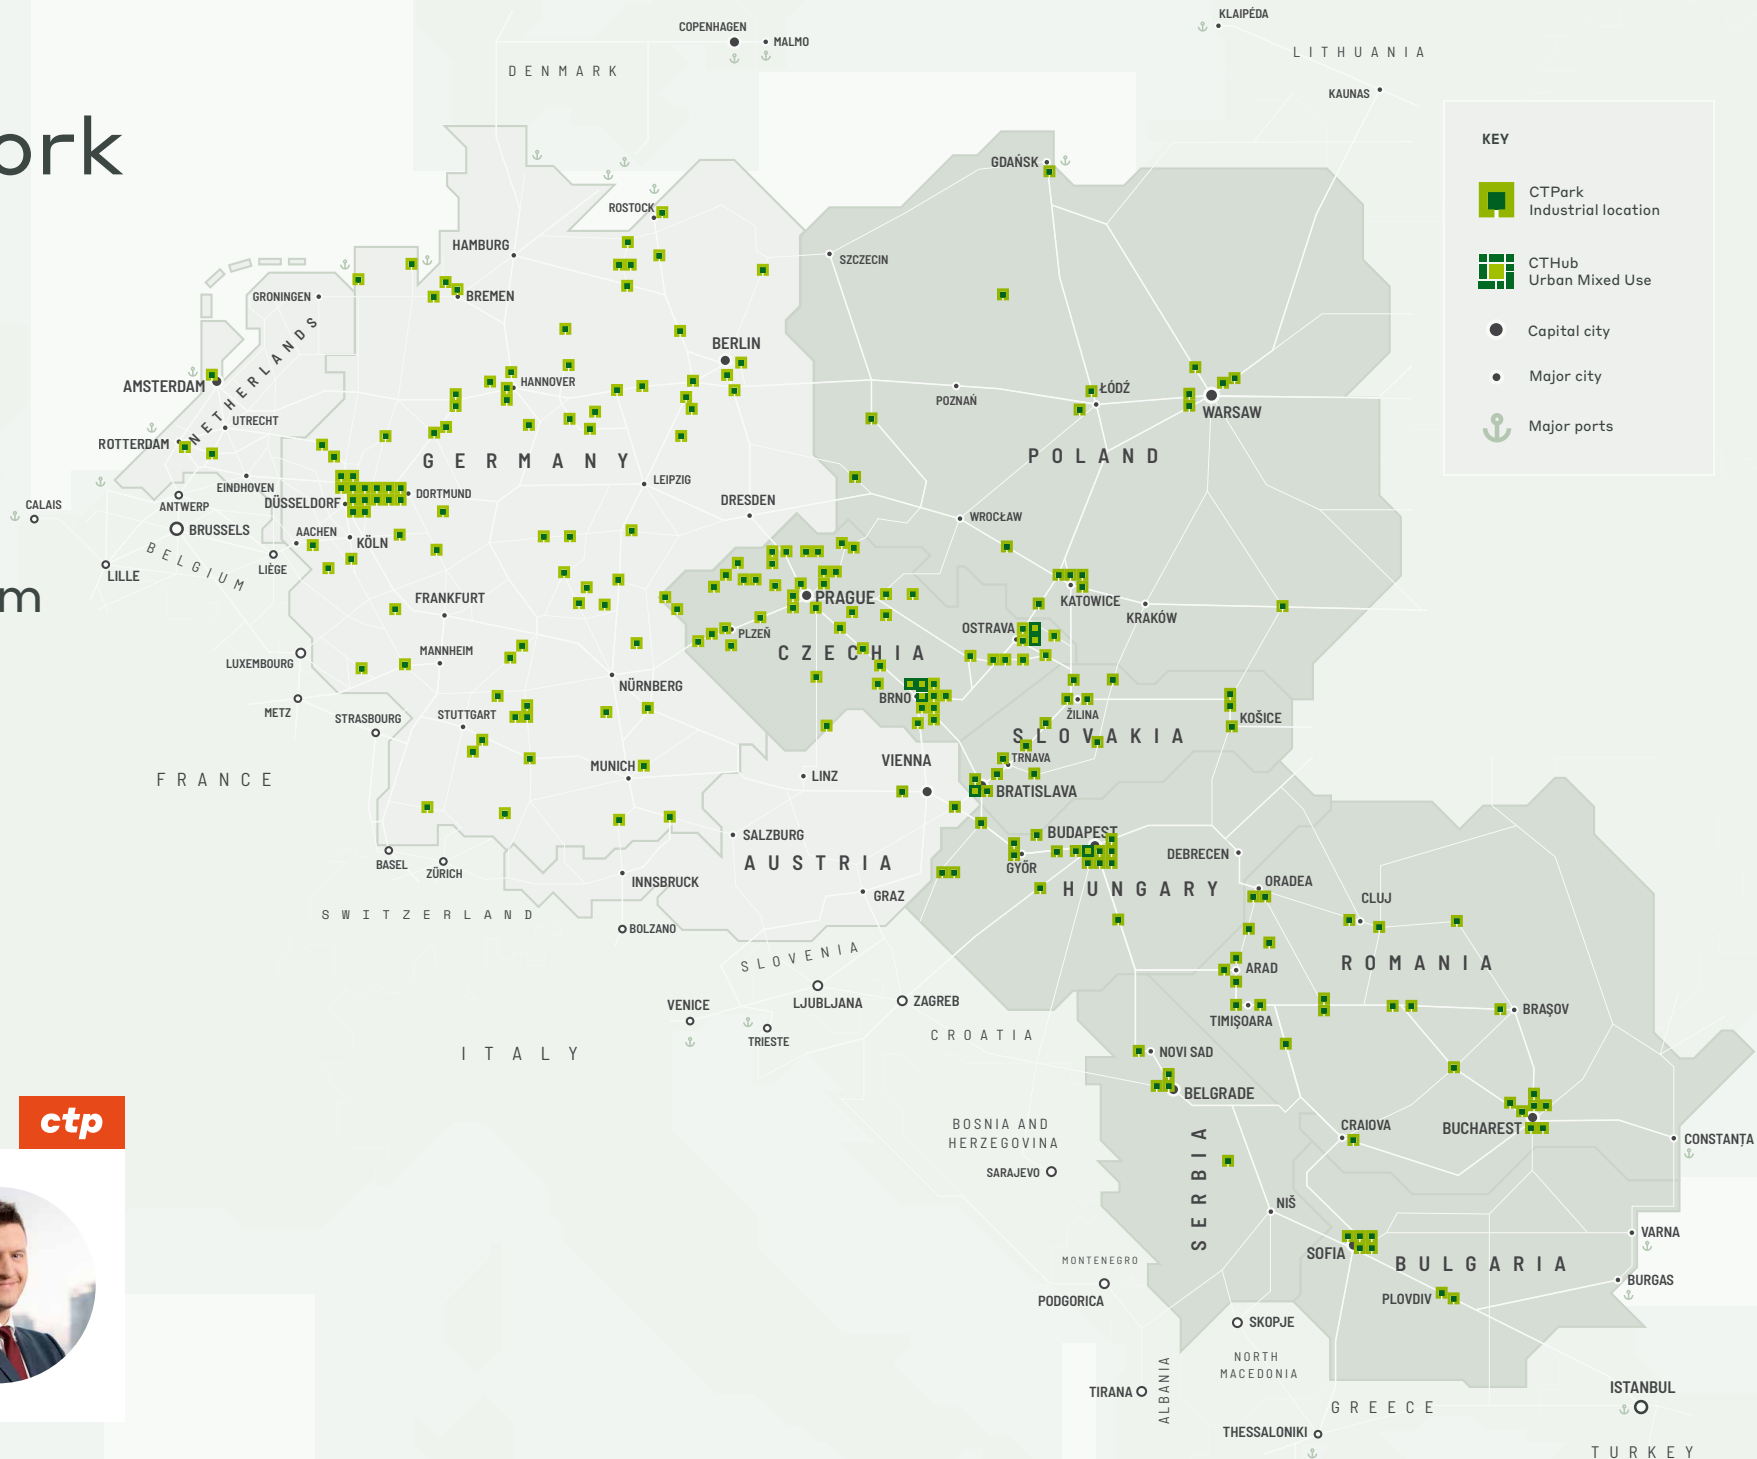 ork
m
ctp
KEY
CTPark
Industrial location
CTHub
Urban Mixed Use
Capital city
Major city
Major ports
COPENHAGEN
MALMO
DENMARK
KLAIPÉDA
LITHUANIA
KAUNAS
GDAŃSK
ROSTOCK
HAMBURG
SZCZECIN
GRONINGEN
BREMEN
NETHERLANDS
BERLIN
AMSTERDAM
HANNOVER
POZNAŃ
ŁÓDŹ
WARSAW
UTRECHT
ROTTERDAM
GERMANY
POLAND
EINDHOVEN
LEIPZIG
DORTMUND
CALAIS
ANTWERP
DÜSSELDORF
DRESDEN
WROCŁAW
BRUSSELS
AACHEN
KÖLN
BELGIUM
LIÈGE
LILLE
FRANKFURT
PRAGUE
KATOWICE
KRAKÓW
PLZEŇ
OSTRAVA
CZECHIA
LUXEMBOURG
MANNHEIM
NÜRNBERG
BRNO
METZ
STRASBOURG
STUTTGART
ŽILINA
KOŠICE
SLOVAKIA
FRANCE
MUNICH
LINZ
VIENNA
TRNAVA
BRATISLAVA
SALZBURG
BUDAPEST
BASEL
ZÜRICH
AUSTRIA
GYŐR
DEBRECEN
INNSBRUCK
GRAZ
HUNGARY
ORADEA
CLUJ
SWITZERLAND
BOLZANO
SLOVENIA
ARAD
ROMANIA
VENICE
LJUBLJANA
ZAGREB
TIMIŞOARA
BRAŞOV
TRIESTE
CROATIA
ITALY
NOVI SAD
BELGRADE
BOSNIA AND
HERZEGOVINA
CRAIOVA
BUCHAREST
CONSTANȚA
SARAJEVO
SERBIA
NIŠ
VARNA
MONTENEGRO
SOFIA
BULGARIA
PODGORICA
PLOVDIV
BURGAS
SKOPJE
NORTH
MACEDONIA
TIRANA
ALBANIA
ISTANBUL
GREECE
THESSALONIKI
TURKEY